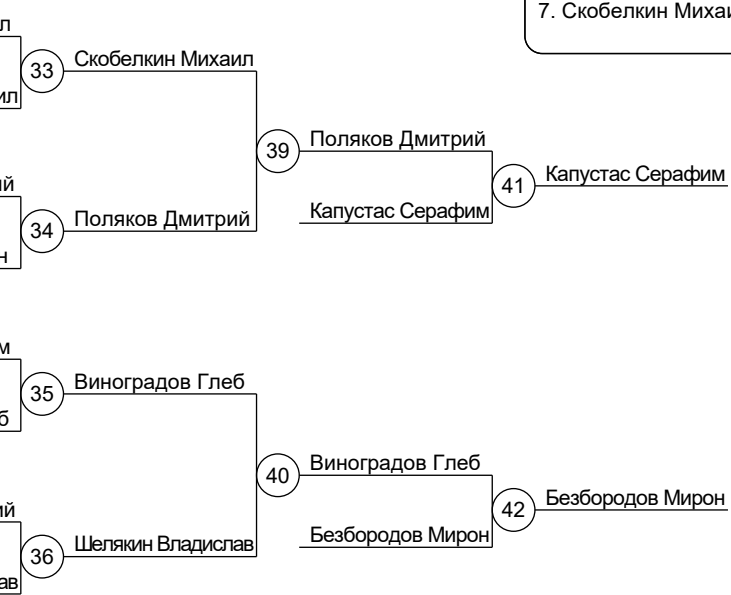 7. Скобелкин
33
Скобелкин Михаил
39
Поляков Дмитрий
41
Капустас Серафим
Капустас Серафим
34
Поляков Дмитрий
35
Виноградов Глеб
40
Виноградов Глеб
42
Безбородов Мирон
Безбородов Мирон
36
Шелякин Владислав